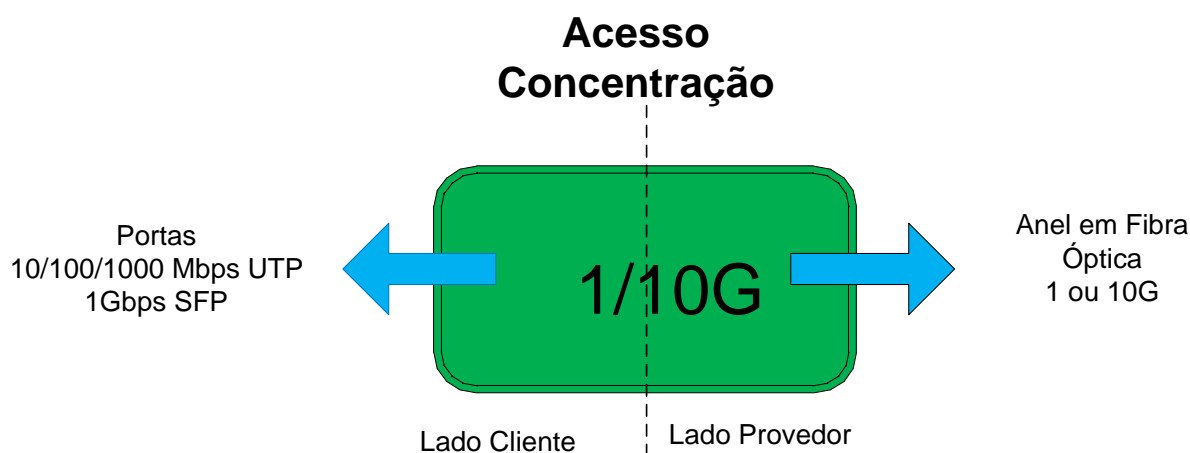 Acesso
Concentração
Portas
10/100/1000 Mbps UTP
1Gbps SFP
1/10G
Anel em Fibra
Óptica
1 ou 10G
Lado Cliente
Lado Provedor